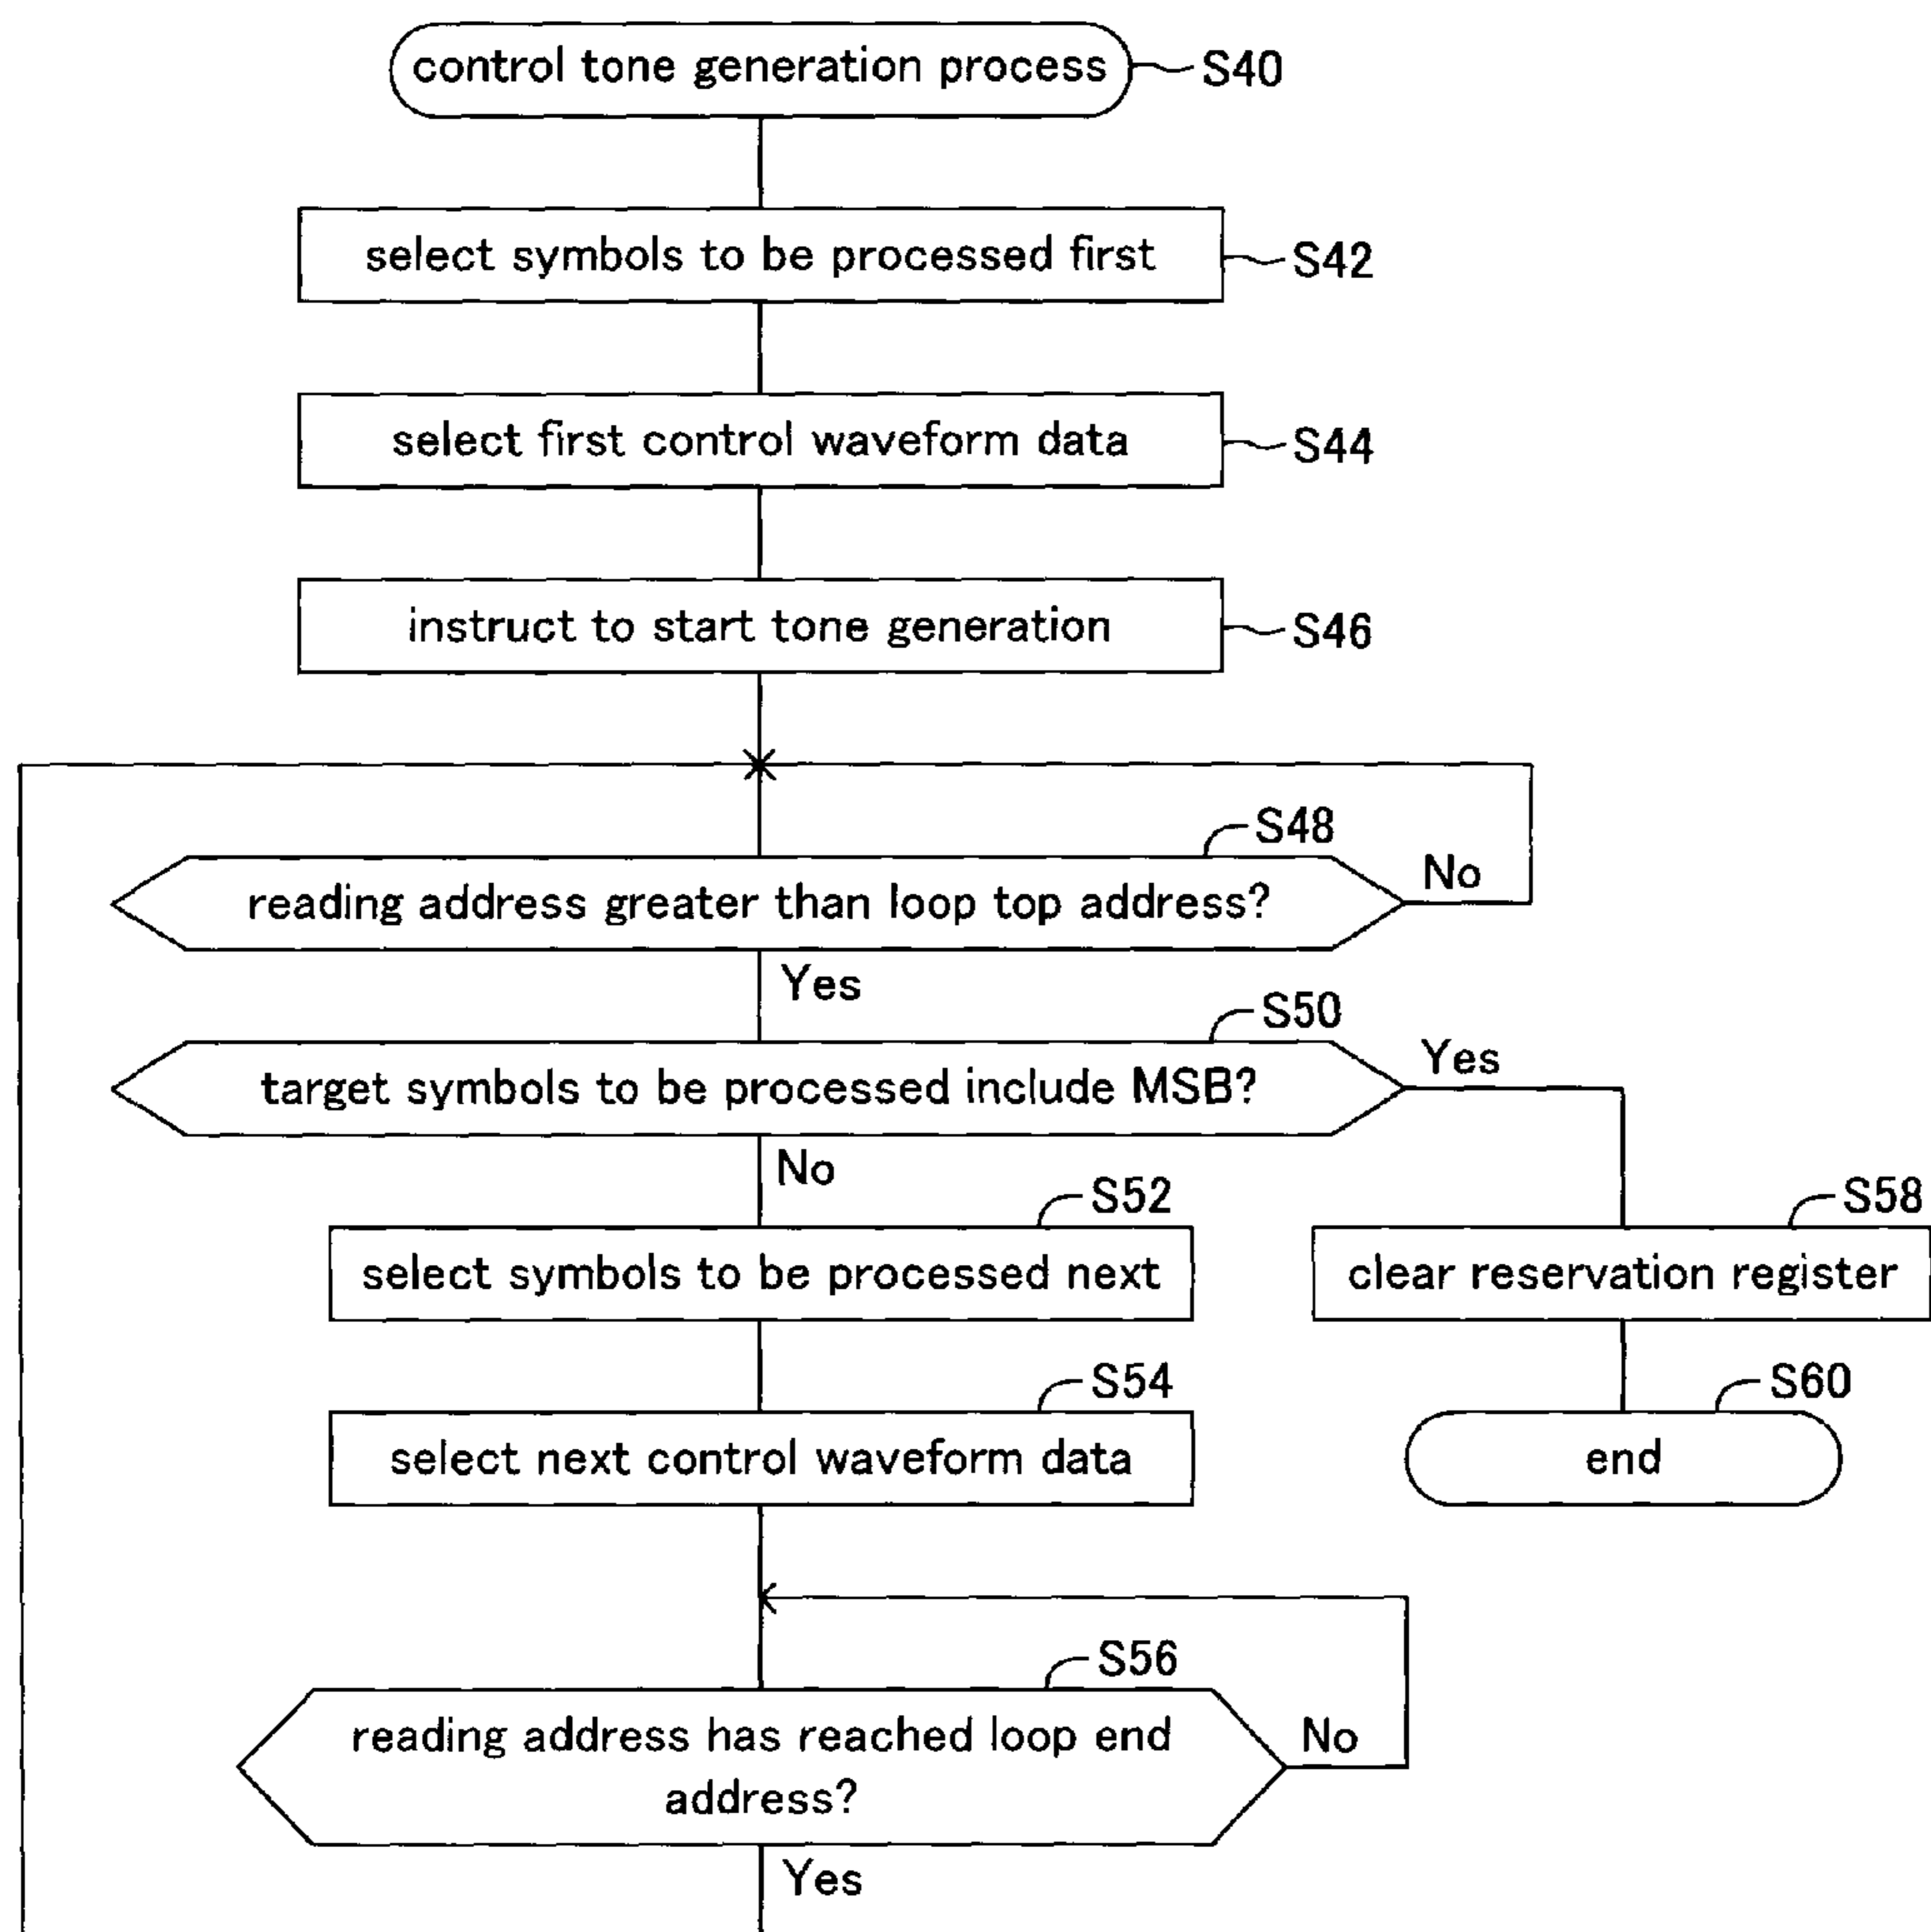 control tone generation process
S40
select symbols to be processed first
S42
select first control waveform data
S44
instruct to start tone generation
S46
S48
reading address greater than loop top address?
No
Yes
S50
target symbols to be processed include MSB?
Yes
No
S52
select symbols to be processed next
S58
clear reservation register
S54
select next control waveform data
S60
end
S56
reading address has reached loop end
address?
No
Yes